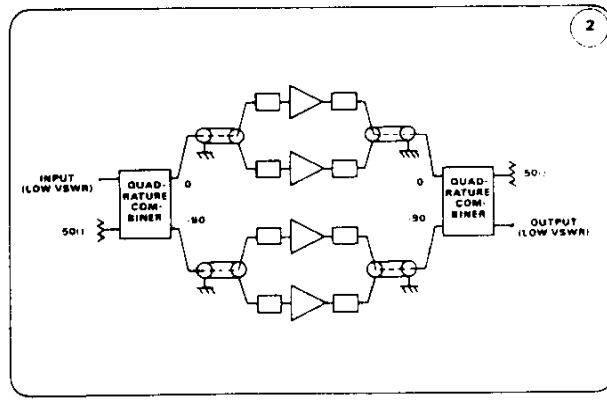 2
INPUT
(LOW VSWR)
50Ω
QUAD-
RATURE
COM-
BINER
0
-90
0
-90
QUAD-
RATURE
COM-
BINER
50Ω
OUTPUT
(LOW VSWR)